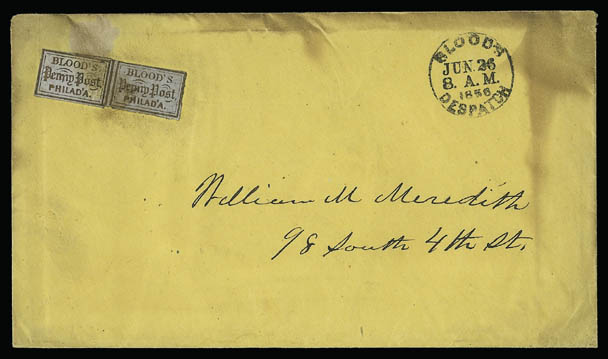 BLOOD'S
Penny Post
PHILAD'A.
BLOOD'S
Penny Post
PHILAD'A.
BLOOD'S
JUN. 26
8. A. M.
1856
DESPATCH
William M Meredith
98 South 4th St.